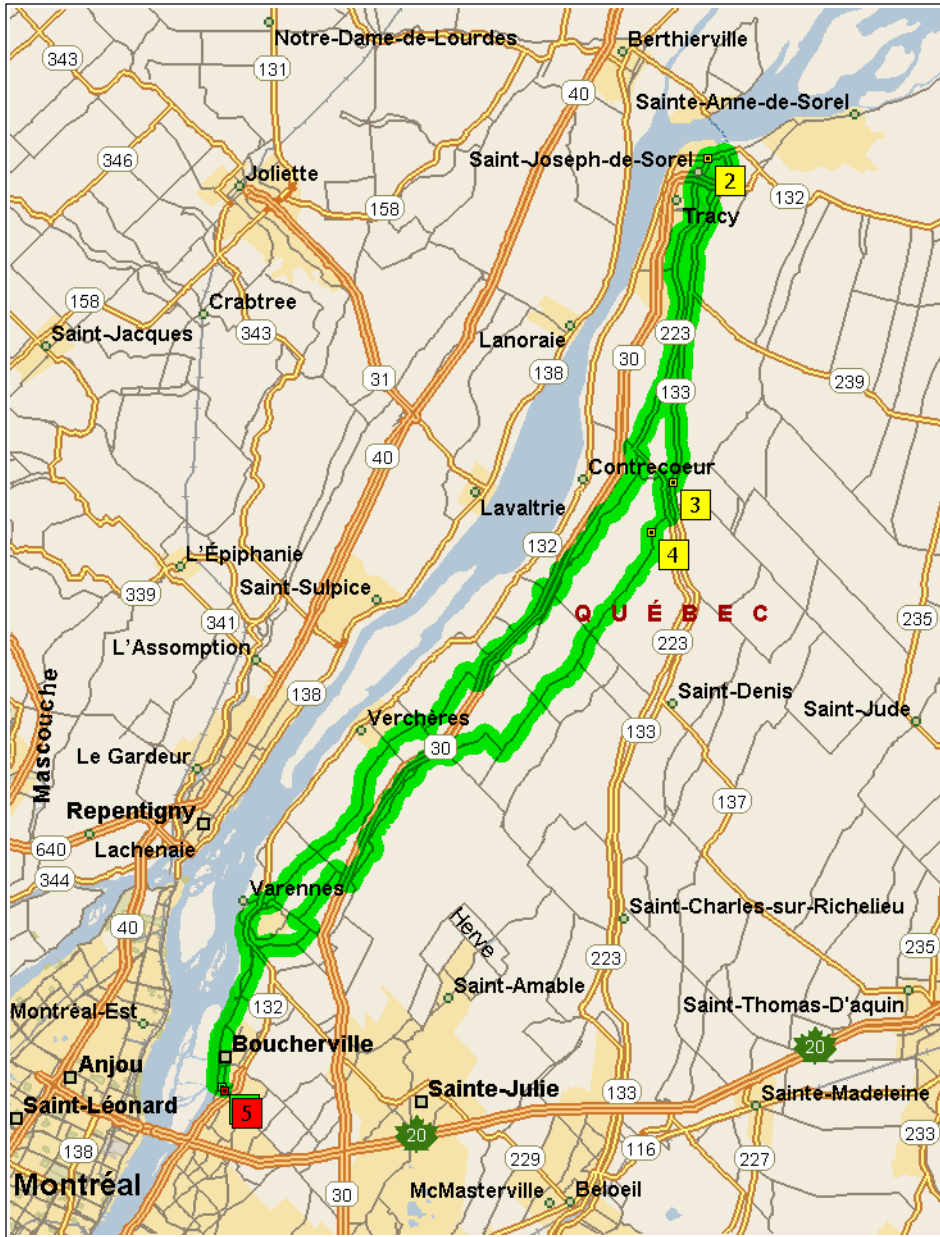 Notre-Dame-de-Lourdes
Berthierville
343
131
40
Sainte-Anne-de-Sorel
346
Joliette
Saint-Joseph-de-Sorel
2
132
158
Tracy
158
Crabtree
343
Saint-Jacques
Lanoraie
223
30
31
138
239
133
40
Contrecoeur
Lavaltrie
3
132
4
L'Épiphanie
339
Saint-Sulpice
QUÉBEC
235
341
L'Assomption
223
138
Saint-Denis
Mascouche
Verchères
Saint-Jude
133
30
Le Gardeur
137
Repentigny
640
Lachenaie
344
Varennes
40
Saint-Charles-sur-Richelieu
Herve
223
235
Saint-Amable
Saint-Thomas-D'aquin
Montréal-Est
132
Boucherville
20
Anjou
133
Sainte-Julie
Sainte-Madeleine
Saint-Léonard
5
20
233
138
116
229
227
Montréal
30
McMasterville
Beloeil